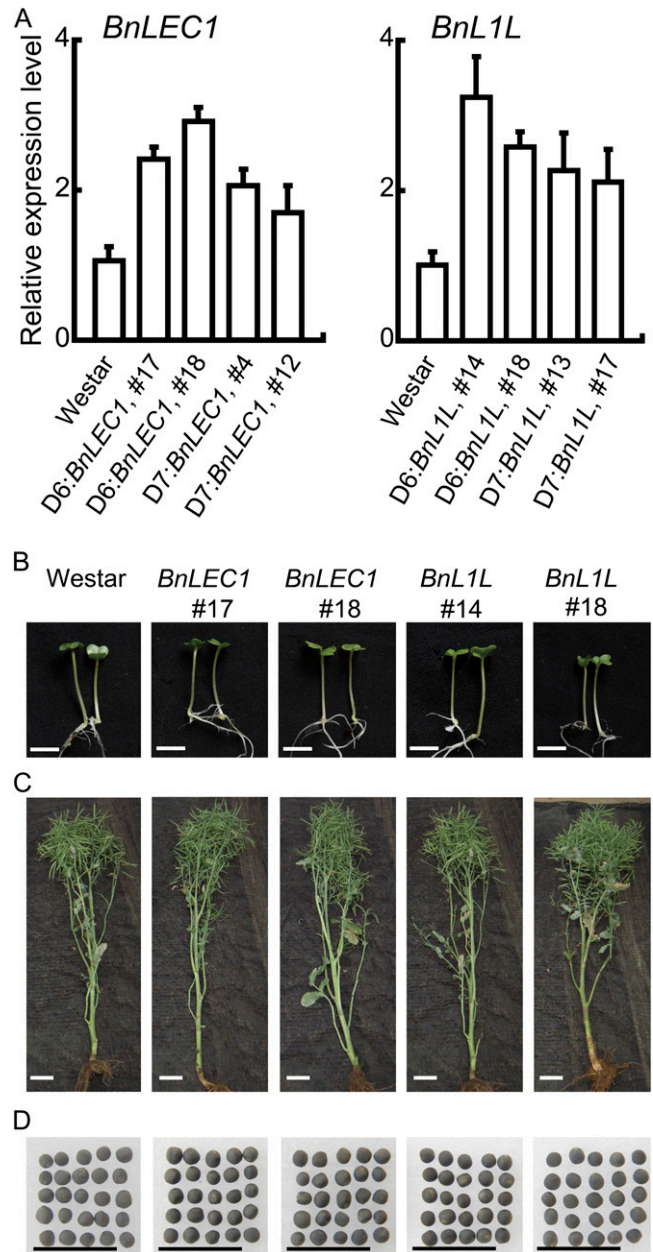 A
BnLEC1
BnL1L
Relative expression level
4
2
0
4
2
0
Westar
D6:BnLEC1, #17
D6:BnLEC1, #18
D7:BnLEC1, #4
D7:BnLEC1, #12
Westar
D6:BnL1L, #14
D6:BnL1L, #18
D7:BnL1L, #13
D7:BnL1L, #17
B
Westar
BnLEC1
#17
BnLEC1
#18
BnL1L
#14
BnL1L
#18
C
D